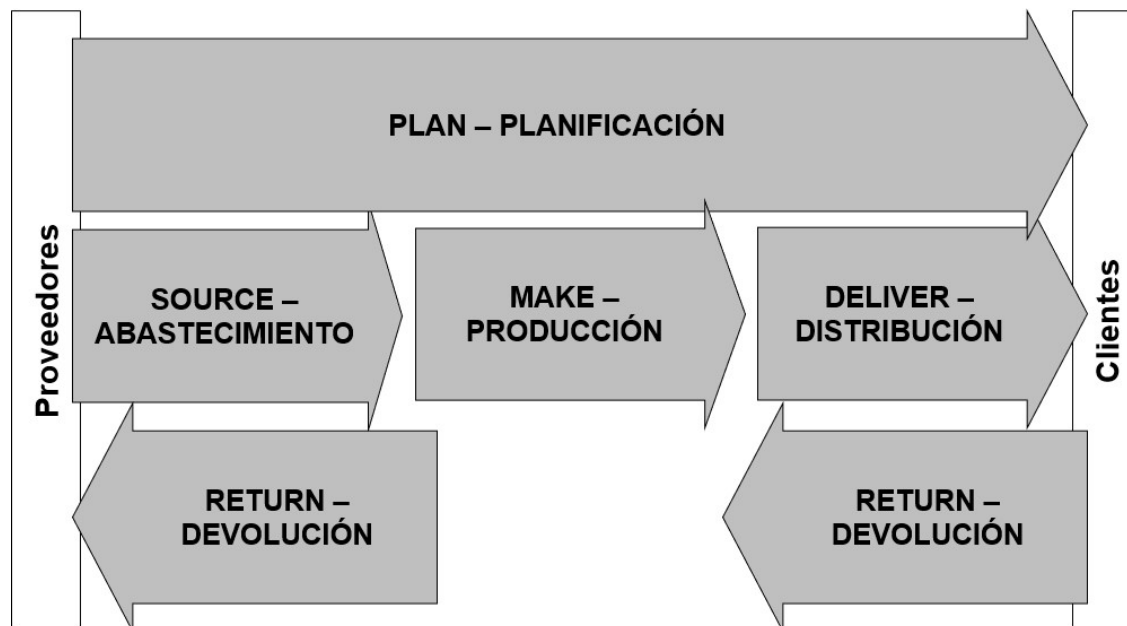 PLAN – PLANIFICACIÓN
Proveedores
SOURCE –
ABASTECIMIENTO
MAKE –
PRODUCCIÓN
DELIVER –
DISTRIBUCIÓN
Clientes
RETURN –
DEVOLUCIÓN
RETURN –
DEVOLUCIÓN